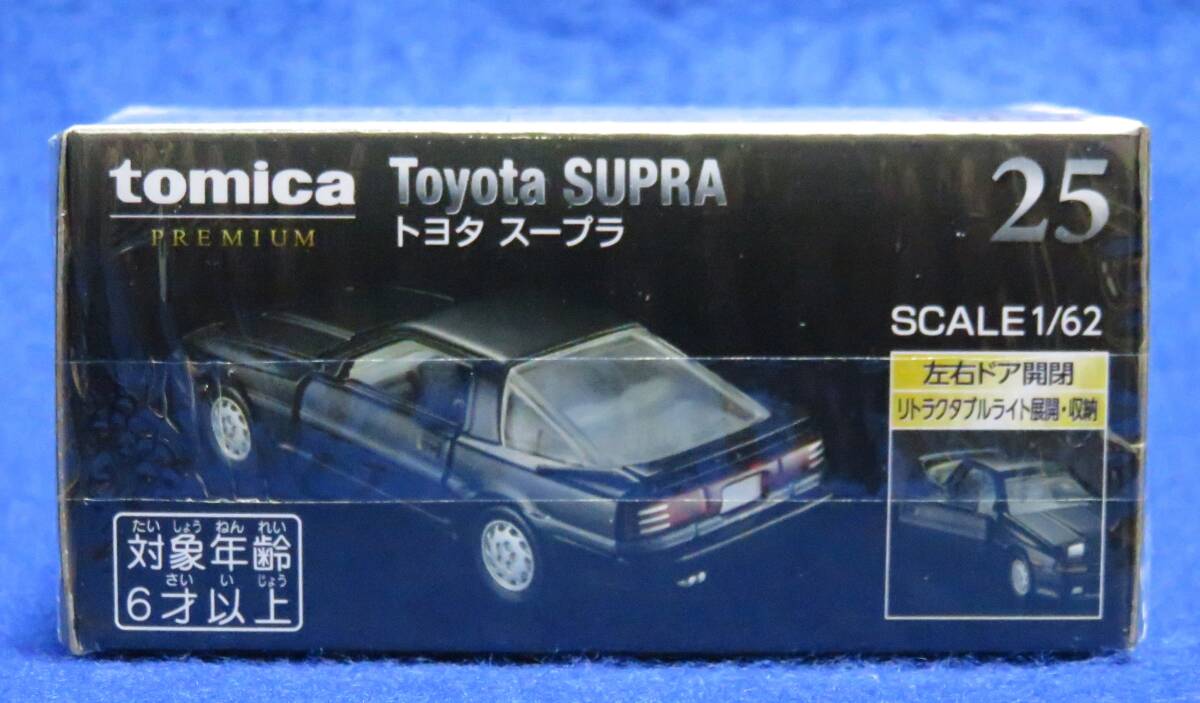 tomica
PREMIUM
Toyota SUPRA
トヨタ スープラ
25
SCALE 1/62
左右ドア開閉
リトラクタブルライト展開・収納
たい しょう ねん れい
対象年齢
さい い じょう
6才以上